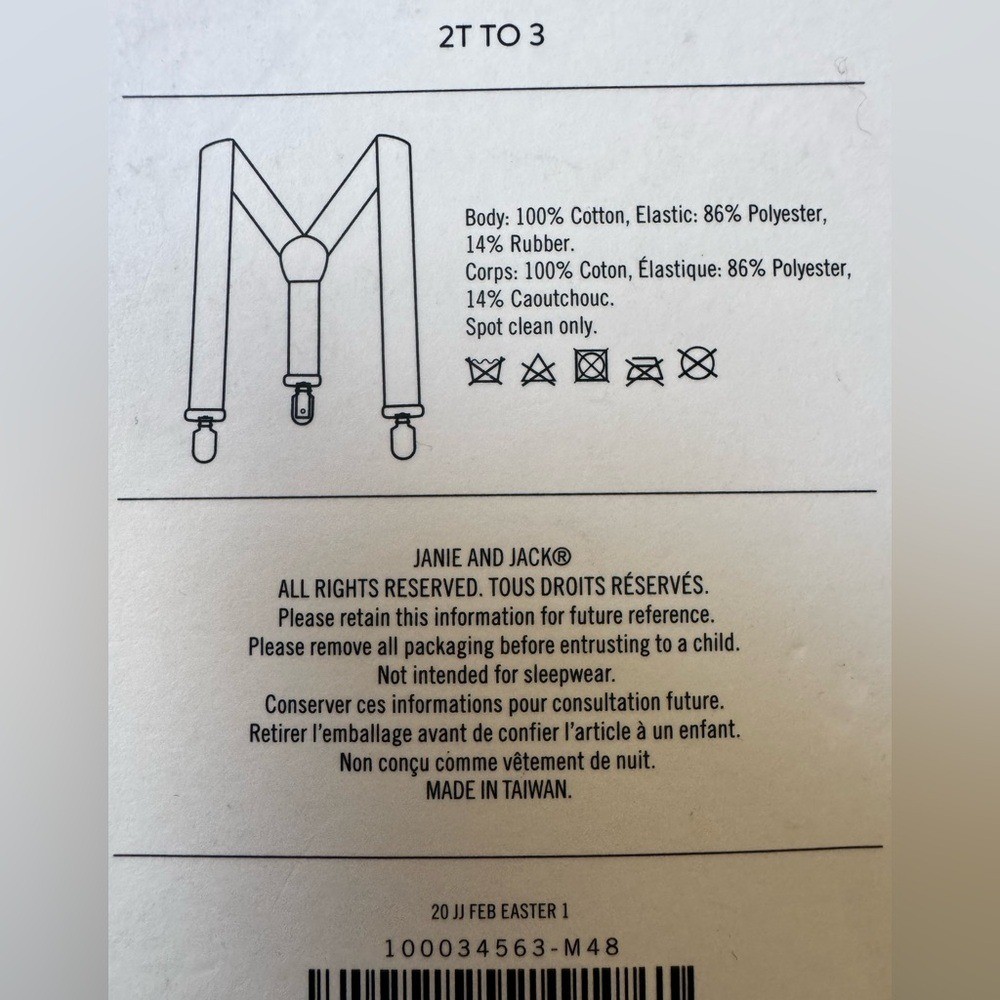 2T TO 3
Body: 100% Cotton, Elastic: 86% Polyester,
14% Rubber.
Corps: 100% Coton, Élastique: 86% Polyester,
14% Caoutchouc.
Spot clean only.
JANIE AND JACK®
ALL RIGHTS RESERVED. TOUS DROITS RÉSERVÉS.
Please retain this information for future reference.
Please remove all packaging before entrusting to a child.
Not intended for sleepwear.
Conserver ces informations pour consultation future.
Retirer l'emballage avant de confier l'article à un enfant.
Non conçu comme vêtement de nuit.
MADE IN TAIWAN.
20 JJ FEB EASTER 1
100034563-M48